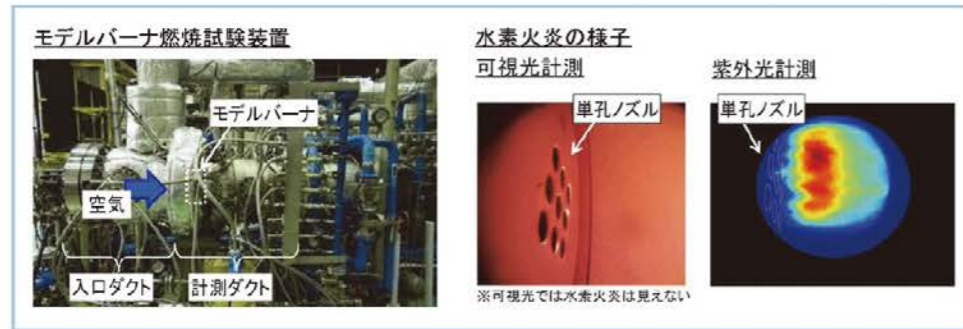 モデルバーナ燃焼試験装置
モデルバーナ
空気
入口ダクト
計測ダクト
水素火炎の様子
可視光計測
単孔ノズル
※可視光では水素火炎は見えない
紫外光計測
単孔ノズル